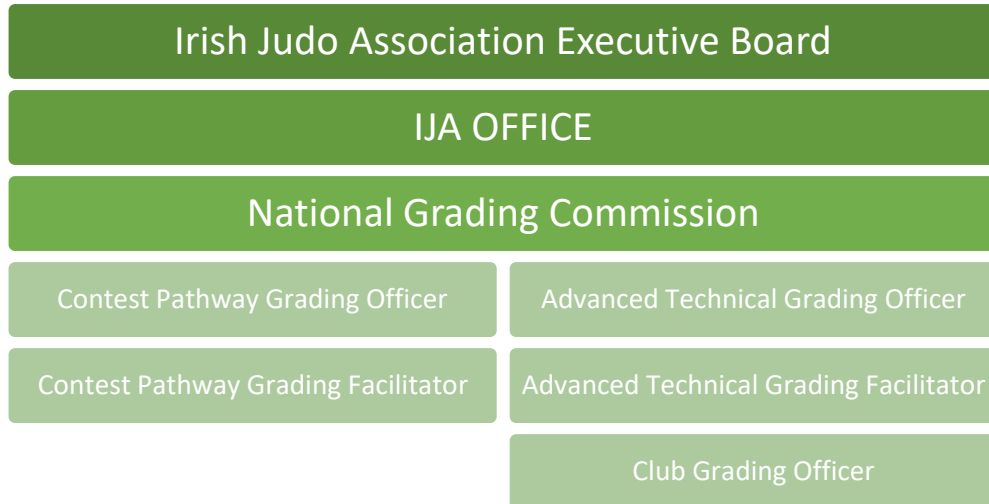 Irish Judo Association Executive Board
IJA OFFICE
National Grading Commission
Contest Pathway Grading Officer
Advanced Technical Grading Officer
Contest Pathway Grading Facilitator
Advanced Technical Grading Facilitator
Club Grading Officer